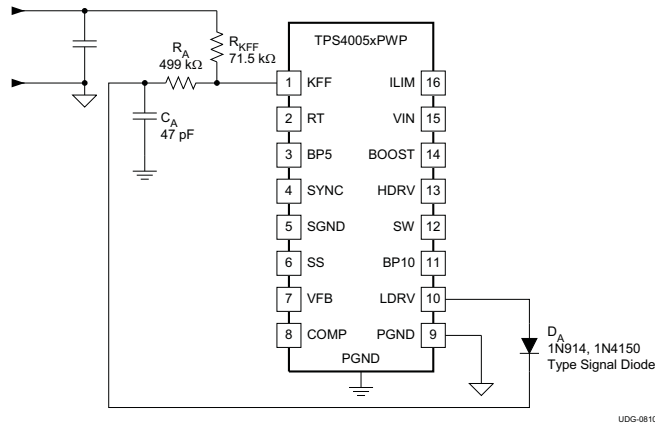 TPS4005xPWP
R_A
499 kΩ
R_KFF
71.5 kΩ
C_A
47 pF
1 KFF
2 RT
3 BP5
4 SYNC
5 SGND
6 SS
7 VFB
8 COMP
ILIM 16
VIN 15
BOOST 14
HDRV 13
SW 12
BP10 11
LDRV 10
PGND 9
PGND
D_A
1N914, 1N4150
Type Signal Diode
UDG-0810